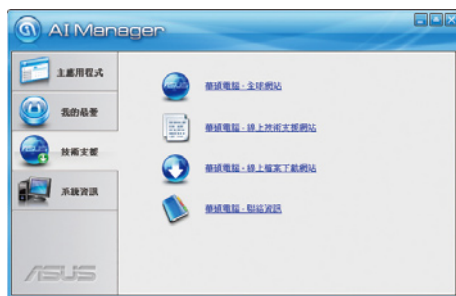 AI Manager
主應用程式
我的最愛
技術支援
系統資訊
華碩電腦 - 全球網站
華碩電腦 - 線上技術支援網站
華碩電腦 - 線上檔案下載網站
華碩電腦 - 聯絡資訊
ASUS